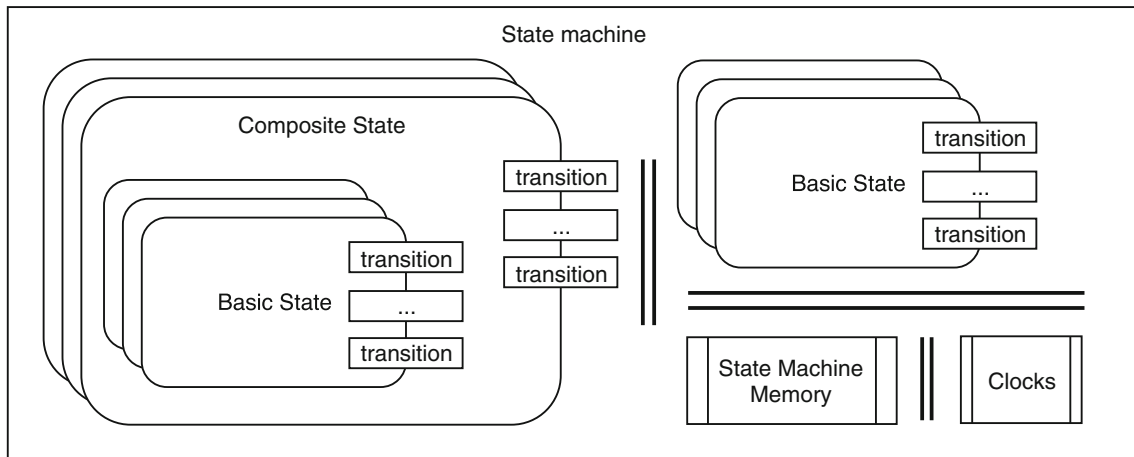 State machine
Composite State
transition
...
transition
Basic State
transition
...
transition
transition
Basic State
...
transition
State Machine
Memory
Clocks